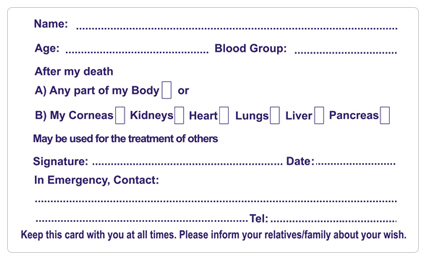 Name: ........................................................................................
Age: ........................................ Blood Group: ............................
After my death
A) Any part of my Body or
B) My Corneas Kidneys Heart Lungs Liver Pancreas
May be used for the treatment of others
Signature: ..................................................... Date:......................
In Emergency, Contact:
....................................................................................................
...........................................................Tel:...................................
Keep this card with you at all times. Please inform your relatives/family about your wish.